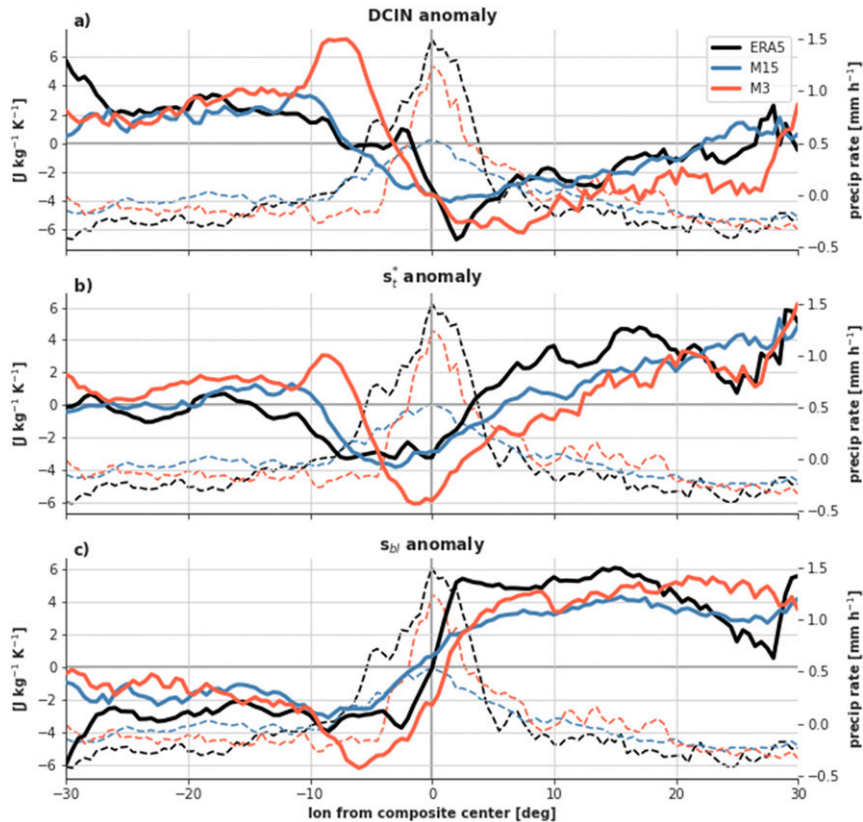 DCIN anomaly
a)
6
4
2
0
−2
−4
−6
[J kg⁻¹ K⁻¹]
1.5
1.0
0.5
0.0
−0.5
precip rate [mm h⁻¹]
ERA5
M15
M3
s*t anomaly
b)
6
4
2
0
−2
−4
−6
[J kg⁻¹ K⁻¹]
1.5
1.0
0.5
0.0
−0.5
precip rate [mm h⁻¹]
sbl anomaly
c)
6
4
2
0
−2
−4
−6
[J kg⁻¹ K⁻¹]
1.5
1.0
0.5
0.0
−0.5
precip rate [mm h⁻¹]
−30 −20 −10 0 10 20 30
lon from composite center [deg]